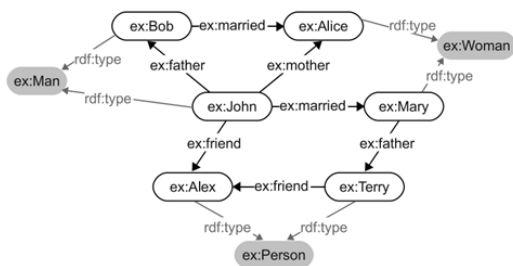 ex:Bob ex:married ex:Alice
rdf:type rdf:type
ex:Woman
ex:father ex:mother
ex:Man
rdf:type rdf:type
ex:John ex:married ex:Mary
ex:friend ex:father
ex:Alex ex:friend ex:Terry
rdf:type rdf:type
ex:Person